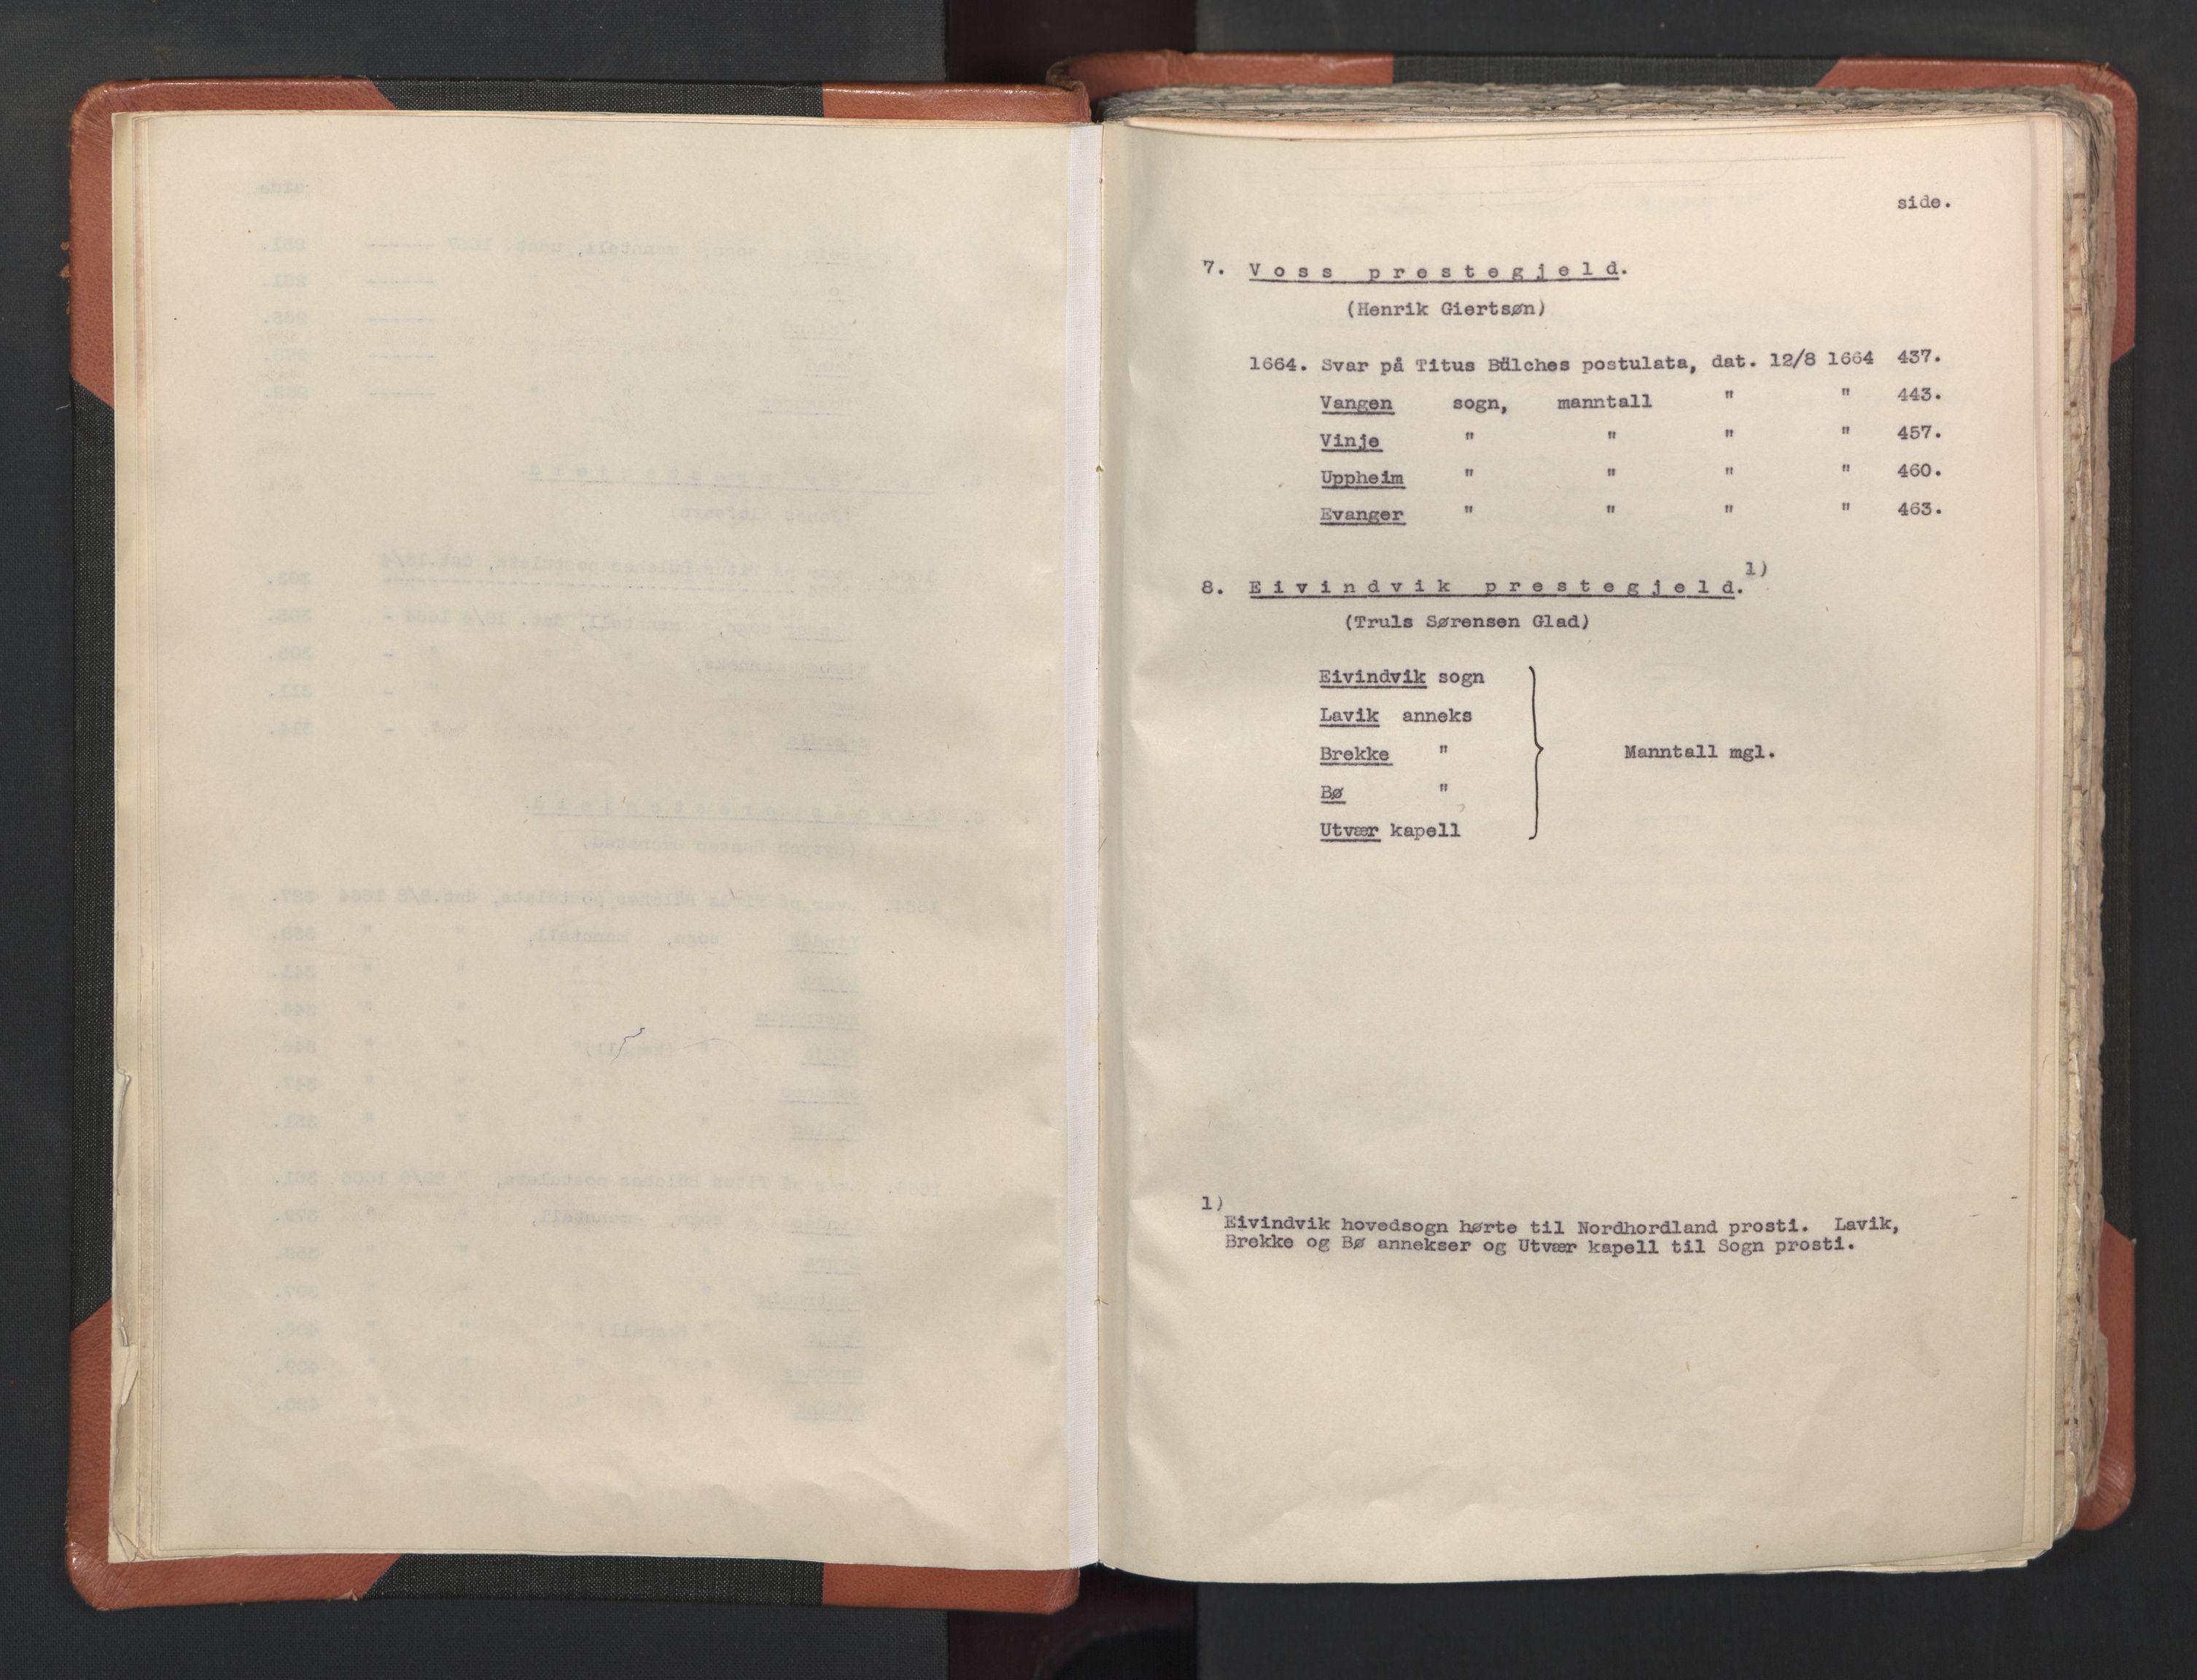 side.
7. Voss prestegjeld.
(Henrik Giertsøn)
1664. Svar på Titus Bülches postulata, dat. 12/8 1664 437.
Vangen sogn, manntall " " 443.
Vinje " " " " 457.
Uppheim " " " " 460.
Evanger " " " " 463.
8. Eivindvik prestegjeld. 1)
(Truls Sørensen Glad)
Eivindvik sogn
Lavik anneks
Brekke " Manntall mgl.
Bø "
Utvær kapell
1)
Eivindvik hovedsogn hørte til Nordhordland prosti. Lavik,
Brekke og Bø annekser og Utvær kapell til Sogn prosti.